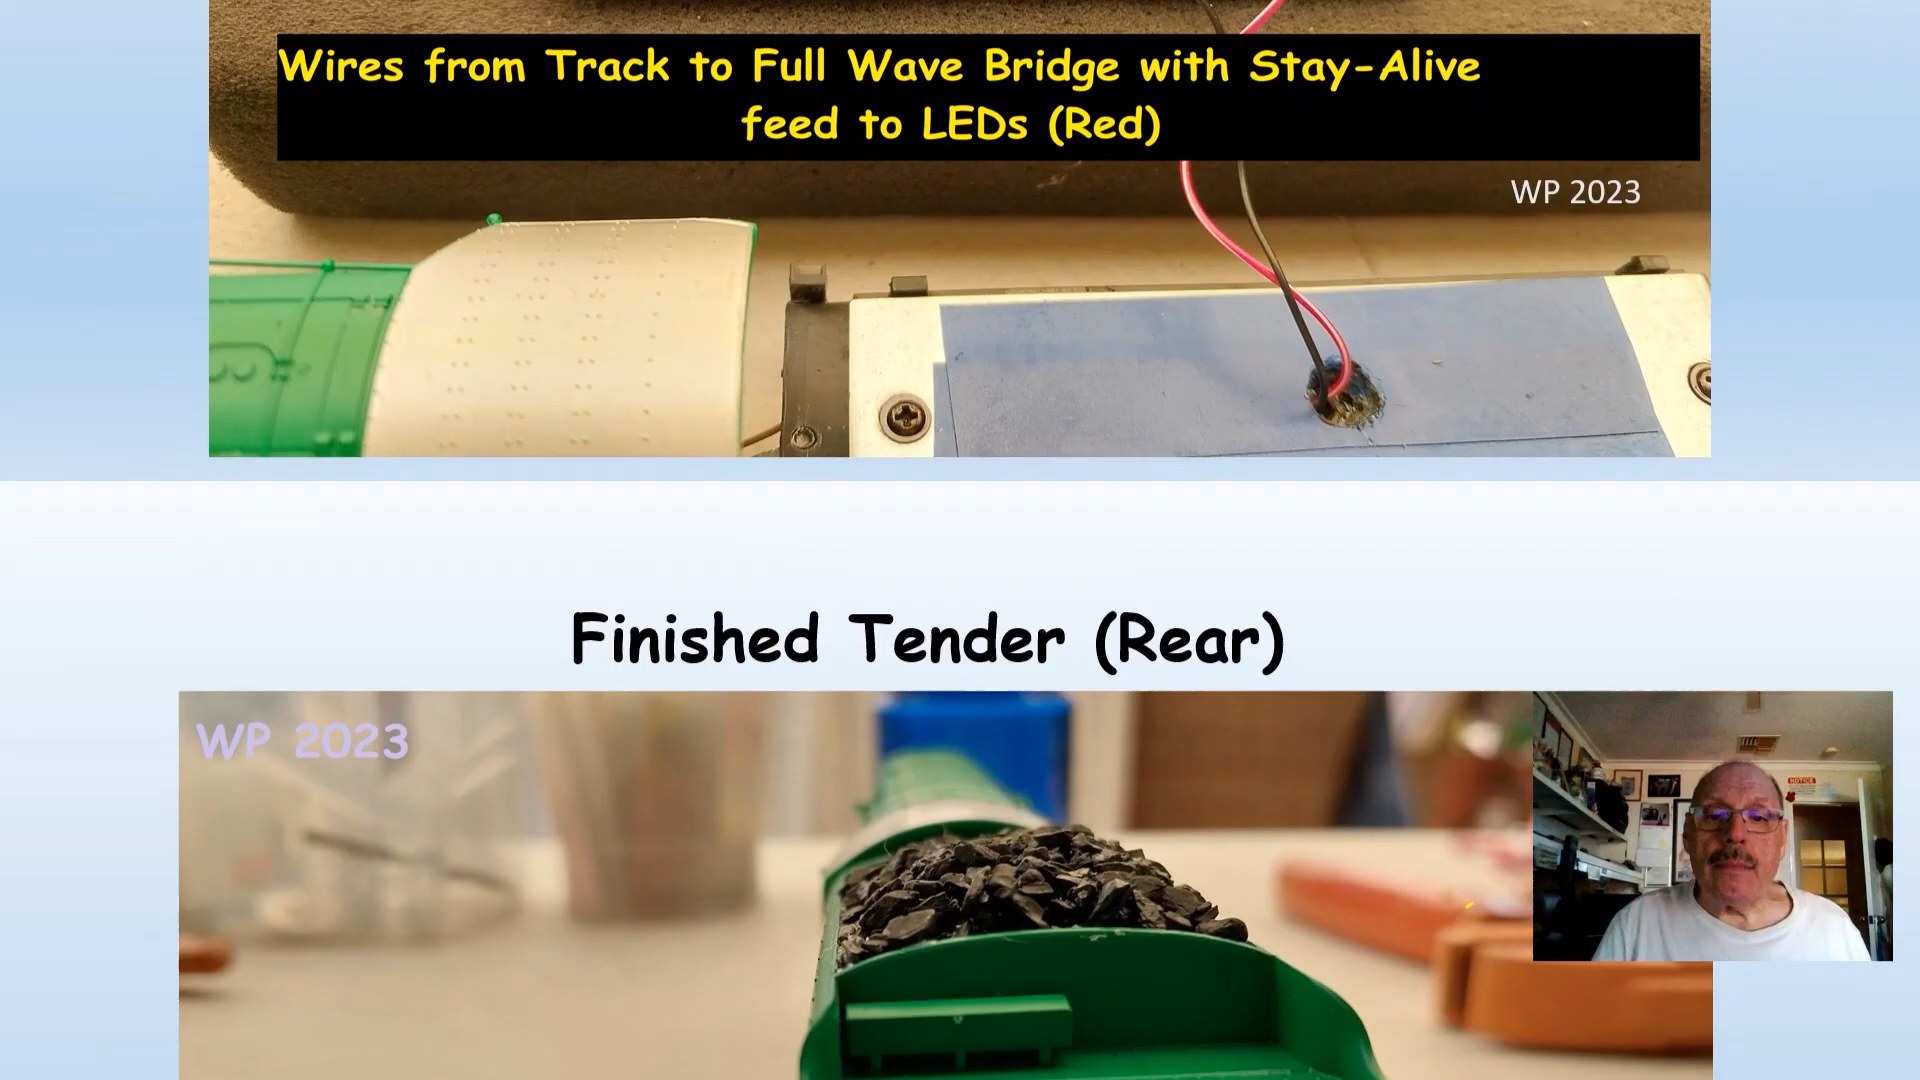 Wires from Track to Full Wave Bridge with Stay-Alive
feed to LEDs (Red)
WP 2023
Finished Tender (Rear)
WP 2023
NOTICE